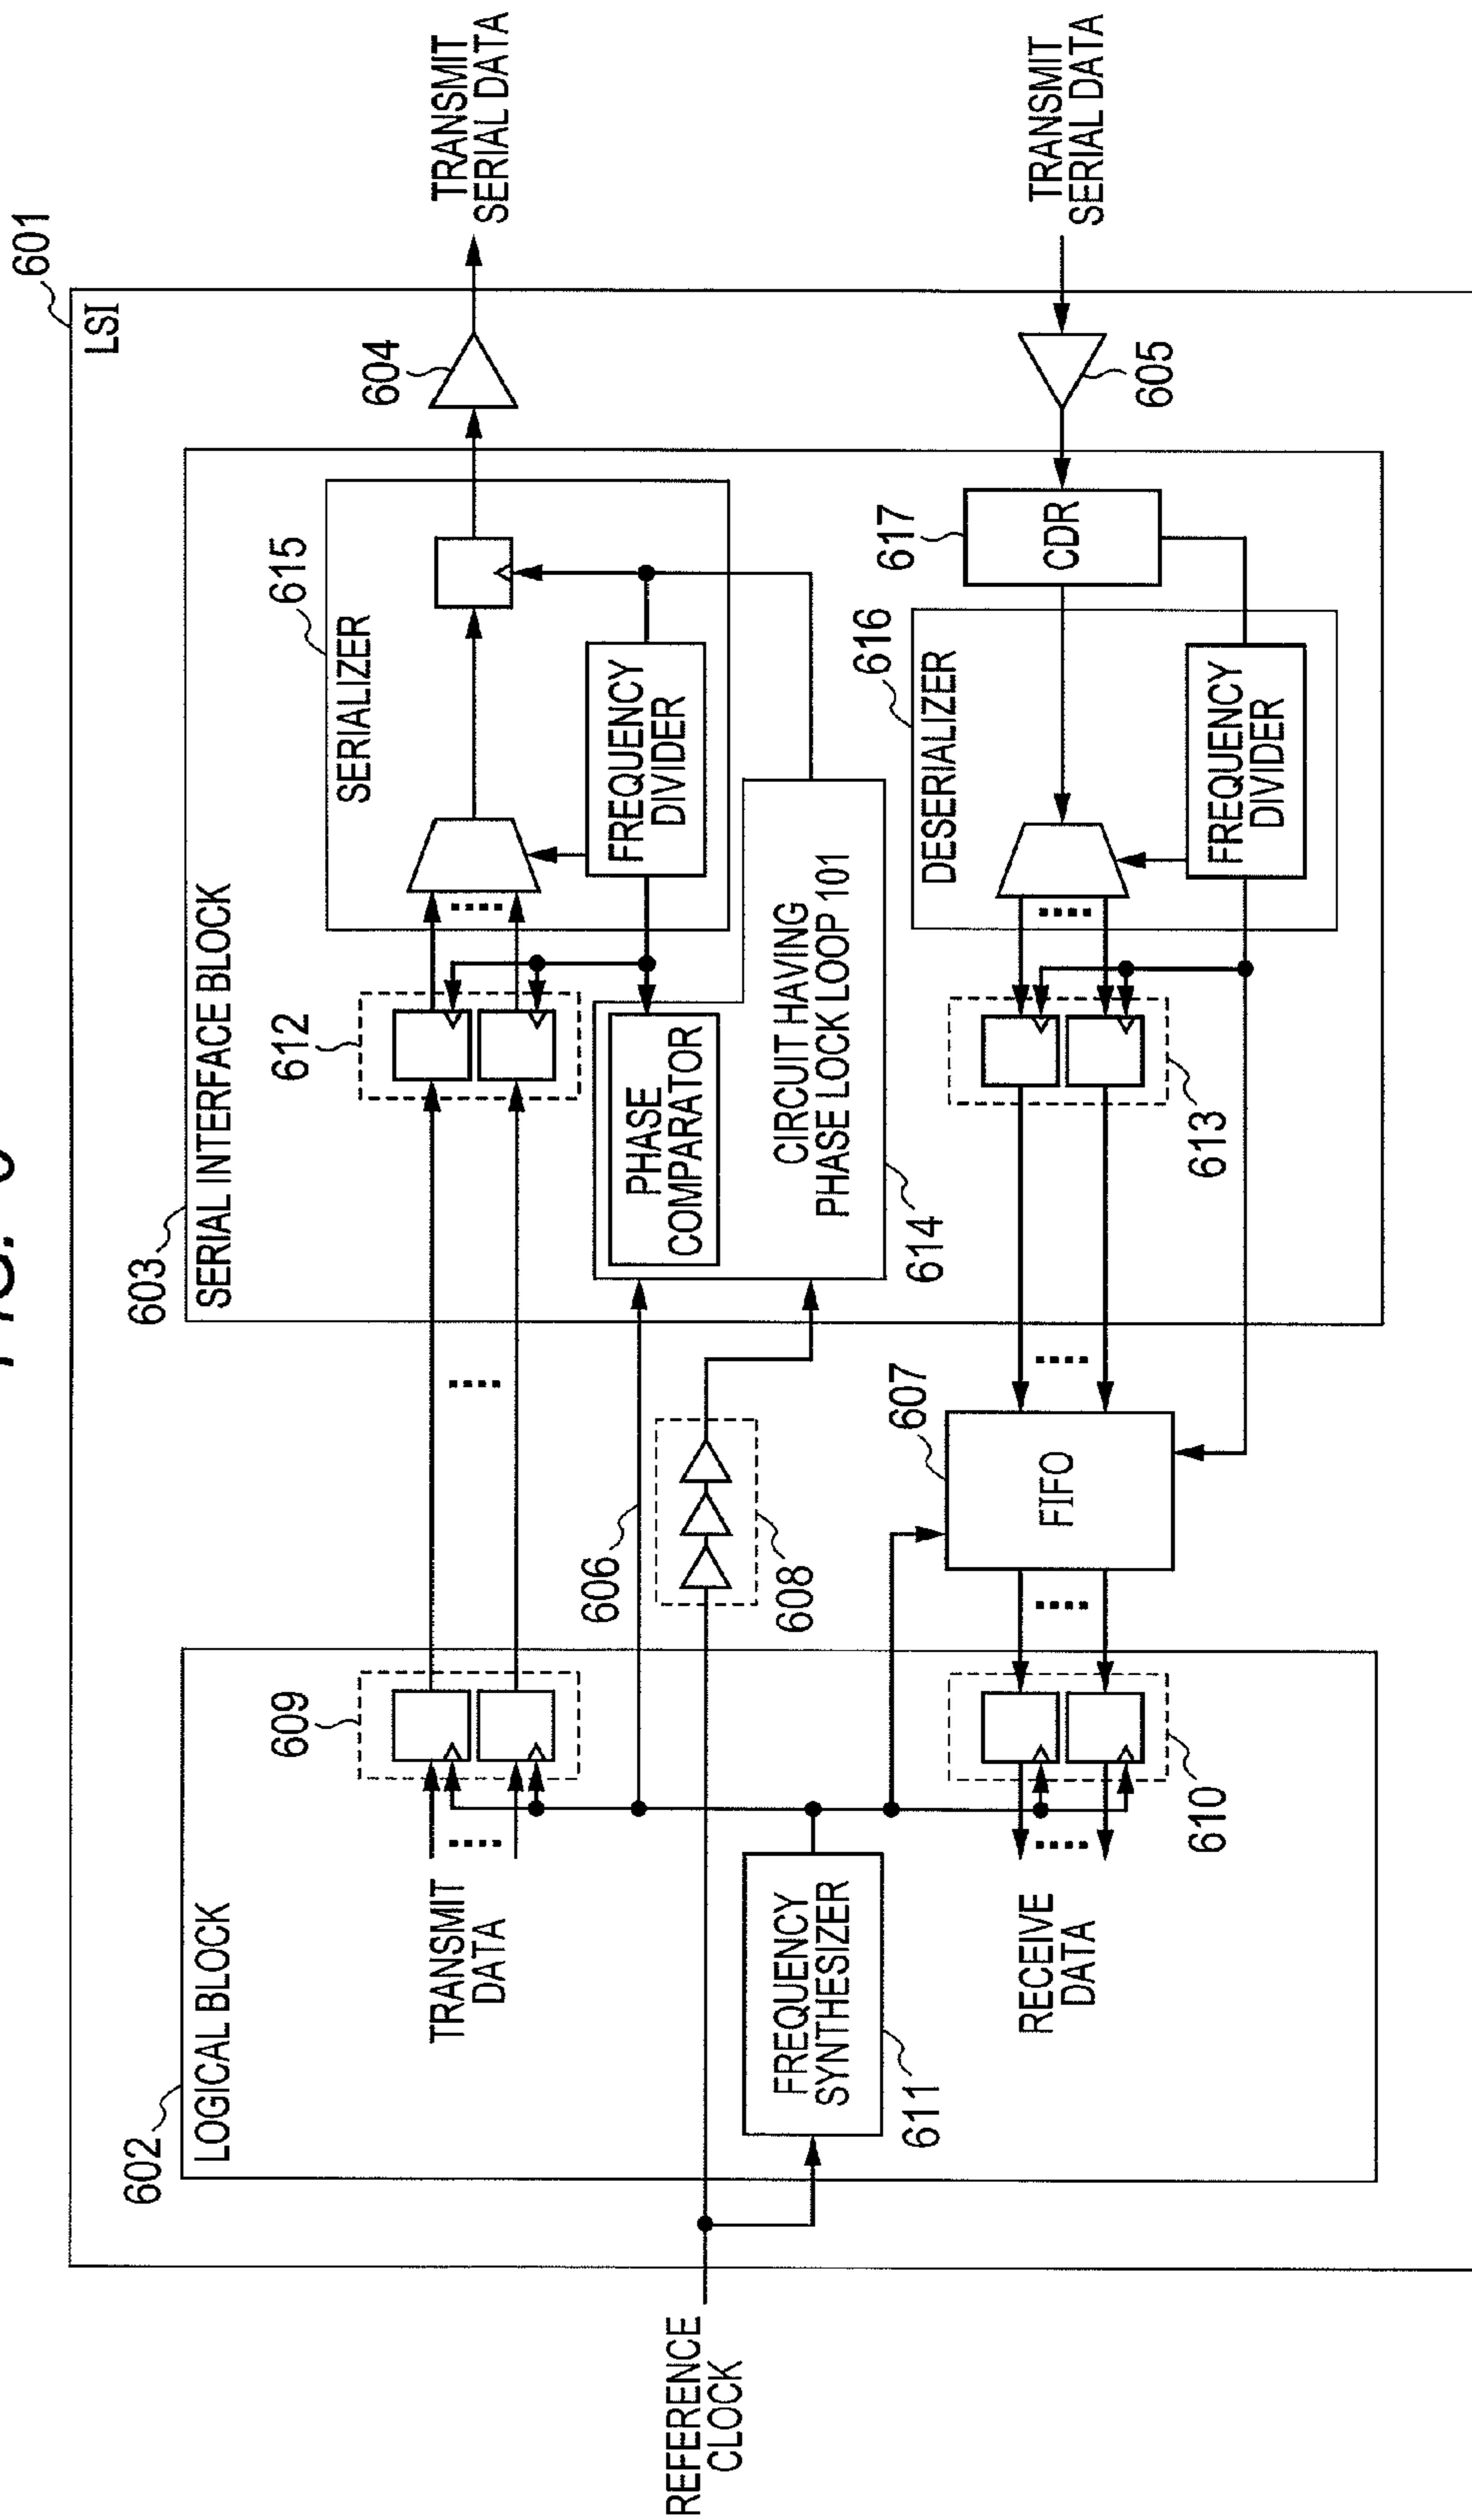 601
LSI
603
SERIAL INTERFACE BLOCK
602
LOGICAL BLOCK
609
TRANSMIT
DATA
612
615
SERIALIZER
FREQUENCY
DIVIDER
604
TRANSMIT
SERIAL DATA
606
608
PHASE
COMPARATOR
CIRCUIT HAVING
PHASE LOCK LOOP 101
614
REFERENCE
CLOCK
FREQUENCY
SYNTHESIZER
611
RECEIVE
DATA
610
607
FIFO
613
616
DESERIALIZER
FREQUENCY
DIVIDER
617
CDR
605
TRANSMIT
SERIAL DATA